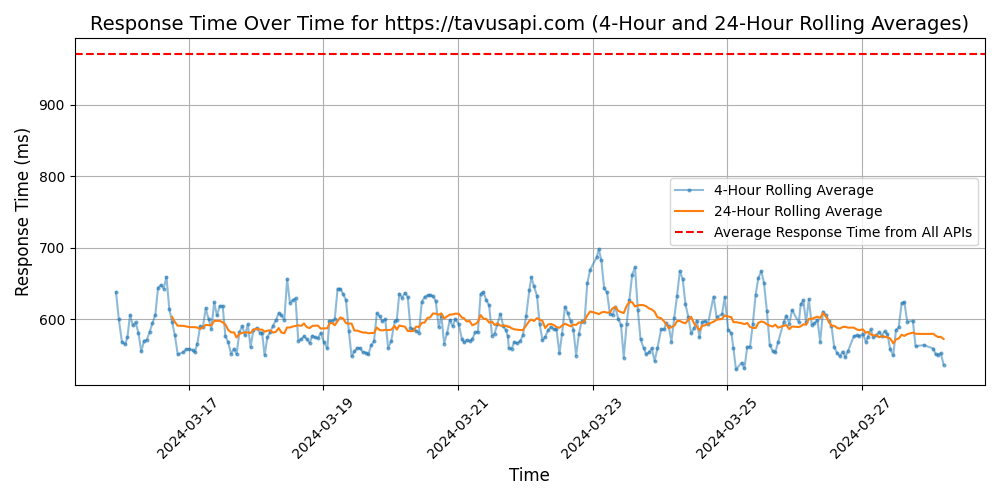 Response Time Over Time for https://tavusapi.com (4-Hour and 24-Hour Rolling Averages)
Response Time (ms)
900
800
700
600
4-Hour Rolling Average
24-Hour Rolling Average
Average Response Time from All APIs
2024-03-17
2024-03-19
2024-03-21
2024-03-23
2024-03-25
2024-03-27
Time